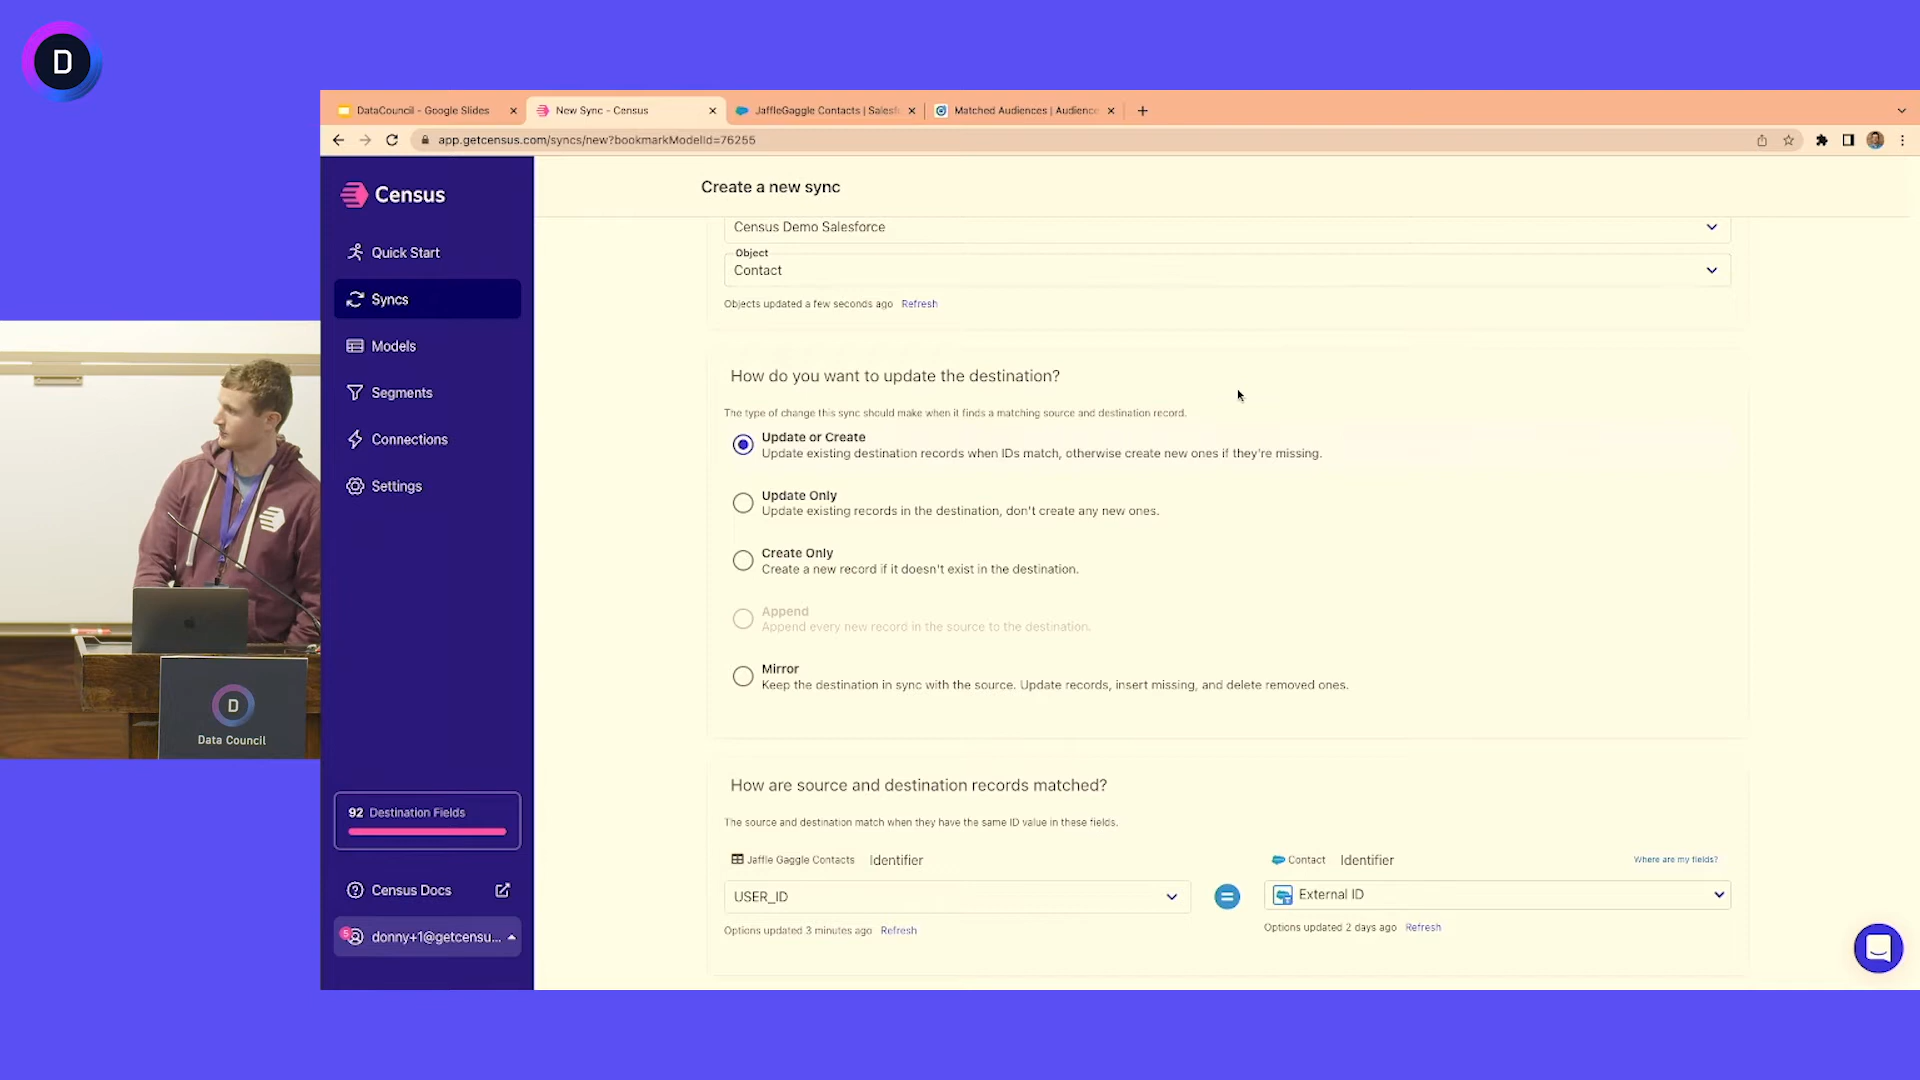 D
DataCouncil - Google Slides
New Sync - Census
JaffleGaggle Contacts | Salesf
Matched Audiences | Audience
app.getcensus.com/syncs/new?bookmarkModelId=76255
Census
Create a new sync
Quick Start
Syncs
Models
Segments
Connections
Settings
92 Destination Fields
Census Docs
5
donny+1@getcensu...
Census Demo Salesforce
Object
Contact
Objects updated a few seconds ago Refresh
How do you want to update the destination?
The type of change this sync should make when it finds a matching source and destination record.
Update or Create
Update existing destination records when IDs match, otherwise create new ones if they're missing.
Update Only
Update existing records in the destination, don't create any new ones.
Create Only
Create a new record if it doesn't exist in the destination.
Append
Append every new record in the source to the destination.
Mirror
Keep the destination in sync with the source. Update records, insert missing, and delete removed ones.
How are source and destination records matched?
The source and destination match when they have the same ID value in these fields.
Jaffle Gaggle Contacts Identifier
Contact Identifier
Where are my fields?
USER_ID
=
External ID
Options updated 3 minutes ago Refresh
Options updated 2 days ago Refresh
D
Data Council